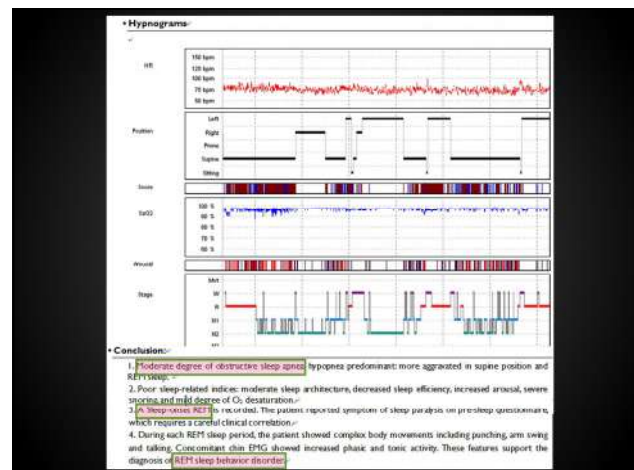 • Hypnograms
HR
150 bpm
120 bpm
100 bpm
70 bpm
50 bpm
Position
Left
Right
Prone
Supine
Sitting
Snore
SaO2
100 %
90 %
80 %
70 %
50 %
Arousal
Stage
Mvt
W
R
N1
N2
• Conclusion:
1. Moderate degree of obstructive sleep apnea, hypopnea predominant: more aggravated in supine position and
REM sleep.
2. Poor sleep-related indices: moderate sleep architecture, decreased sleep efficiency, increased arousal, severe
snoring, and mild degree of O₂ desaturation.
3. A Sleep-onset REM is recorded. The patient reported symptom of sleep paralysis on pre-sleep questionnaire,
which requires a careful clinical correlation.
4. During each REM sleep period, the patient showed complex body movements including punching, arm swing
and talking. Concomitant chin EMG showed increased phasic and tonic activity. These features support the
diagnosis of REM sleep behavior disorder.